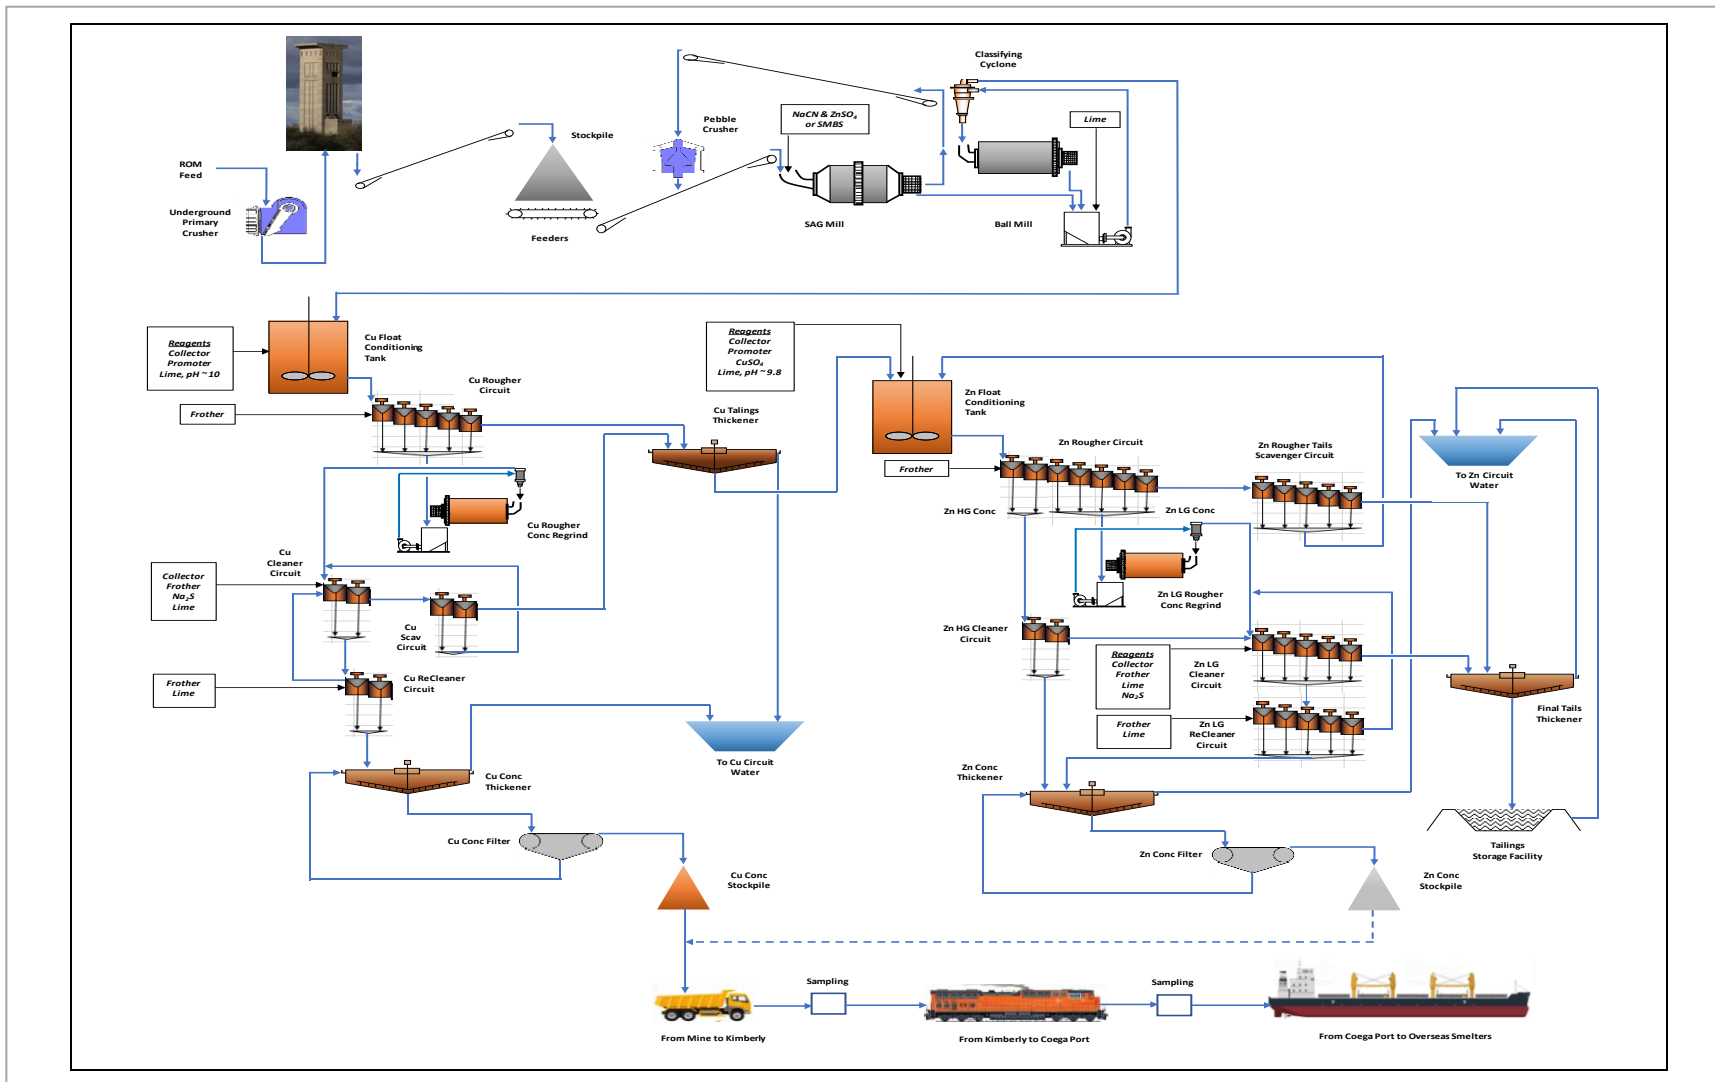 Classifying
Cyclone
NaCN & ZnSO₄
or SMBS
Lime
Stockpile
Pebble
Crusher
ROM
Feed
Underground
Primary
Crusher
Feeders
SAG Mill
Ball Mill
Reagents
Collector
Promoter
Lime, pH ~10
Cu Float
Conditioning
Tank
Cu Rougher
Circuit
Frother
Reagents
Collector
Promoter
CuSO₄
Lime, pH ~9.8
Cu Talings
Thickener
Zn Float
Conditioning
Tank
Zn Rougher Circuit
Zn Rougher Tails
Scavenger Circuit
To Zn Circuit
Water
Frother
Zn HG Conc
Zn LG Conc
Cu Rougher
Conc Regrind
Cu
Cleaner
Circuit
Collector
Frother
Na₂S
Lime
Cu
Scav
Circuit
Zn LG Rougher
Conc Regrind
Zn HG Cleaner
Circuit
Reagents
Collector
Frother
Lime
Na₂S
Zn LG
Cleaner
Circuit
Frother
Lime
Cu ReCleaner
Circuit
Final Tails
Thickener
Frother
Lime
Zn LG
ReCleaner
Circuit
To Cu Circuit
Water
Cu Conc
Thickener
Zn Conc
Thickener
Cu Conc Filter
Zn Conc Filter
Tailings
Storage Facility
Cu Conc
Stockpile
Zn Conc
Stockpile
Sampling
Sampling
From Mine to Kimberly
From Kimberly to Coega Port
From Coega Port to Overseas Smelters